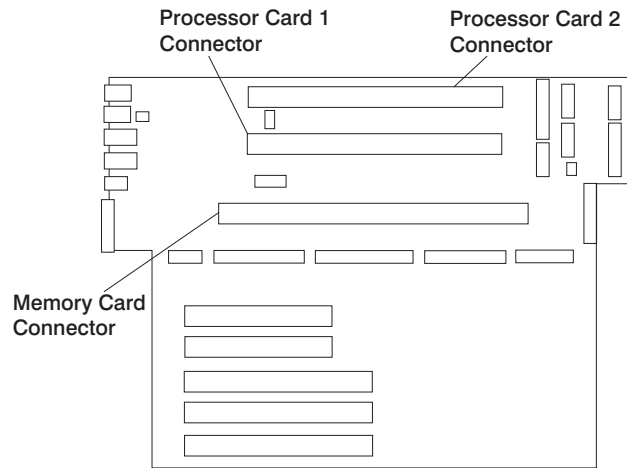 Processor Card 1
Connector
Processor Card 2
Connector
Memory Card
Connector